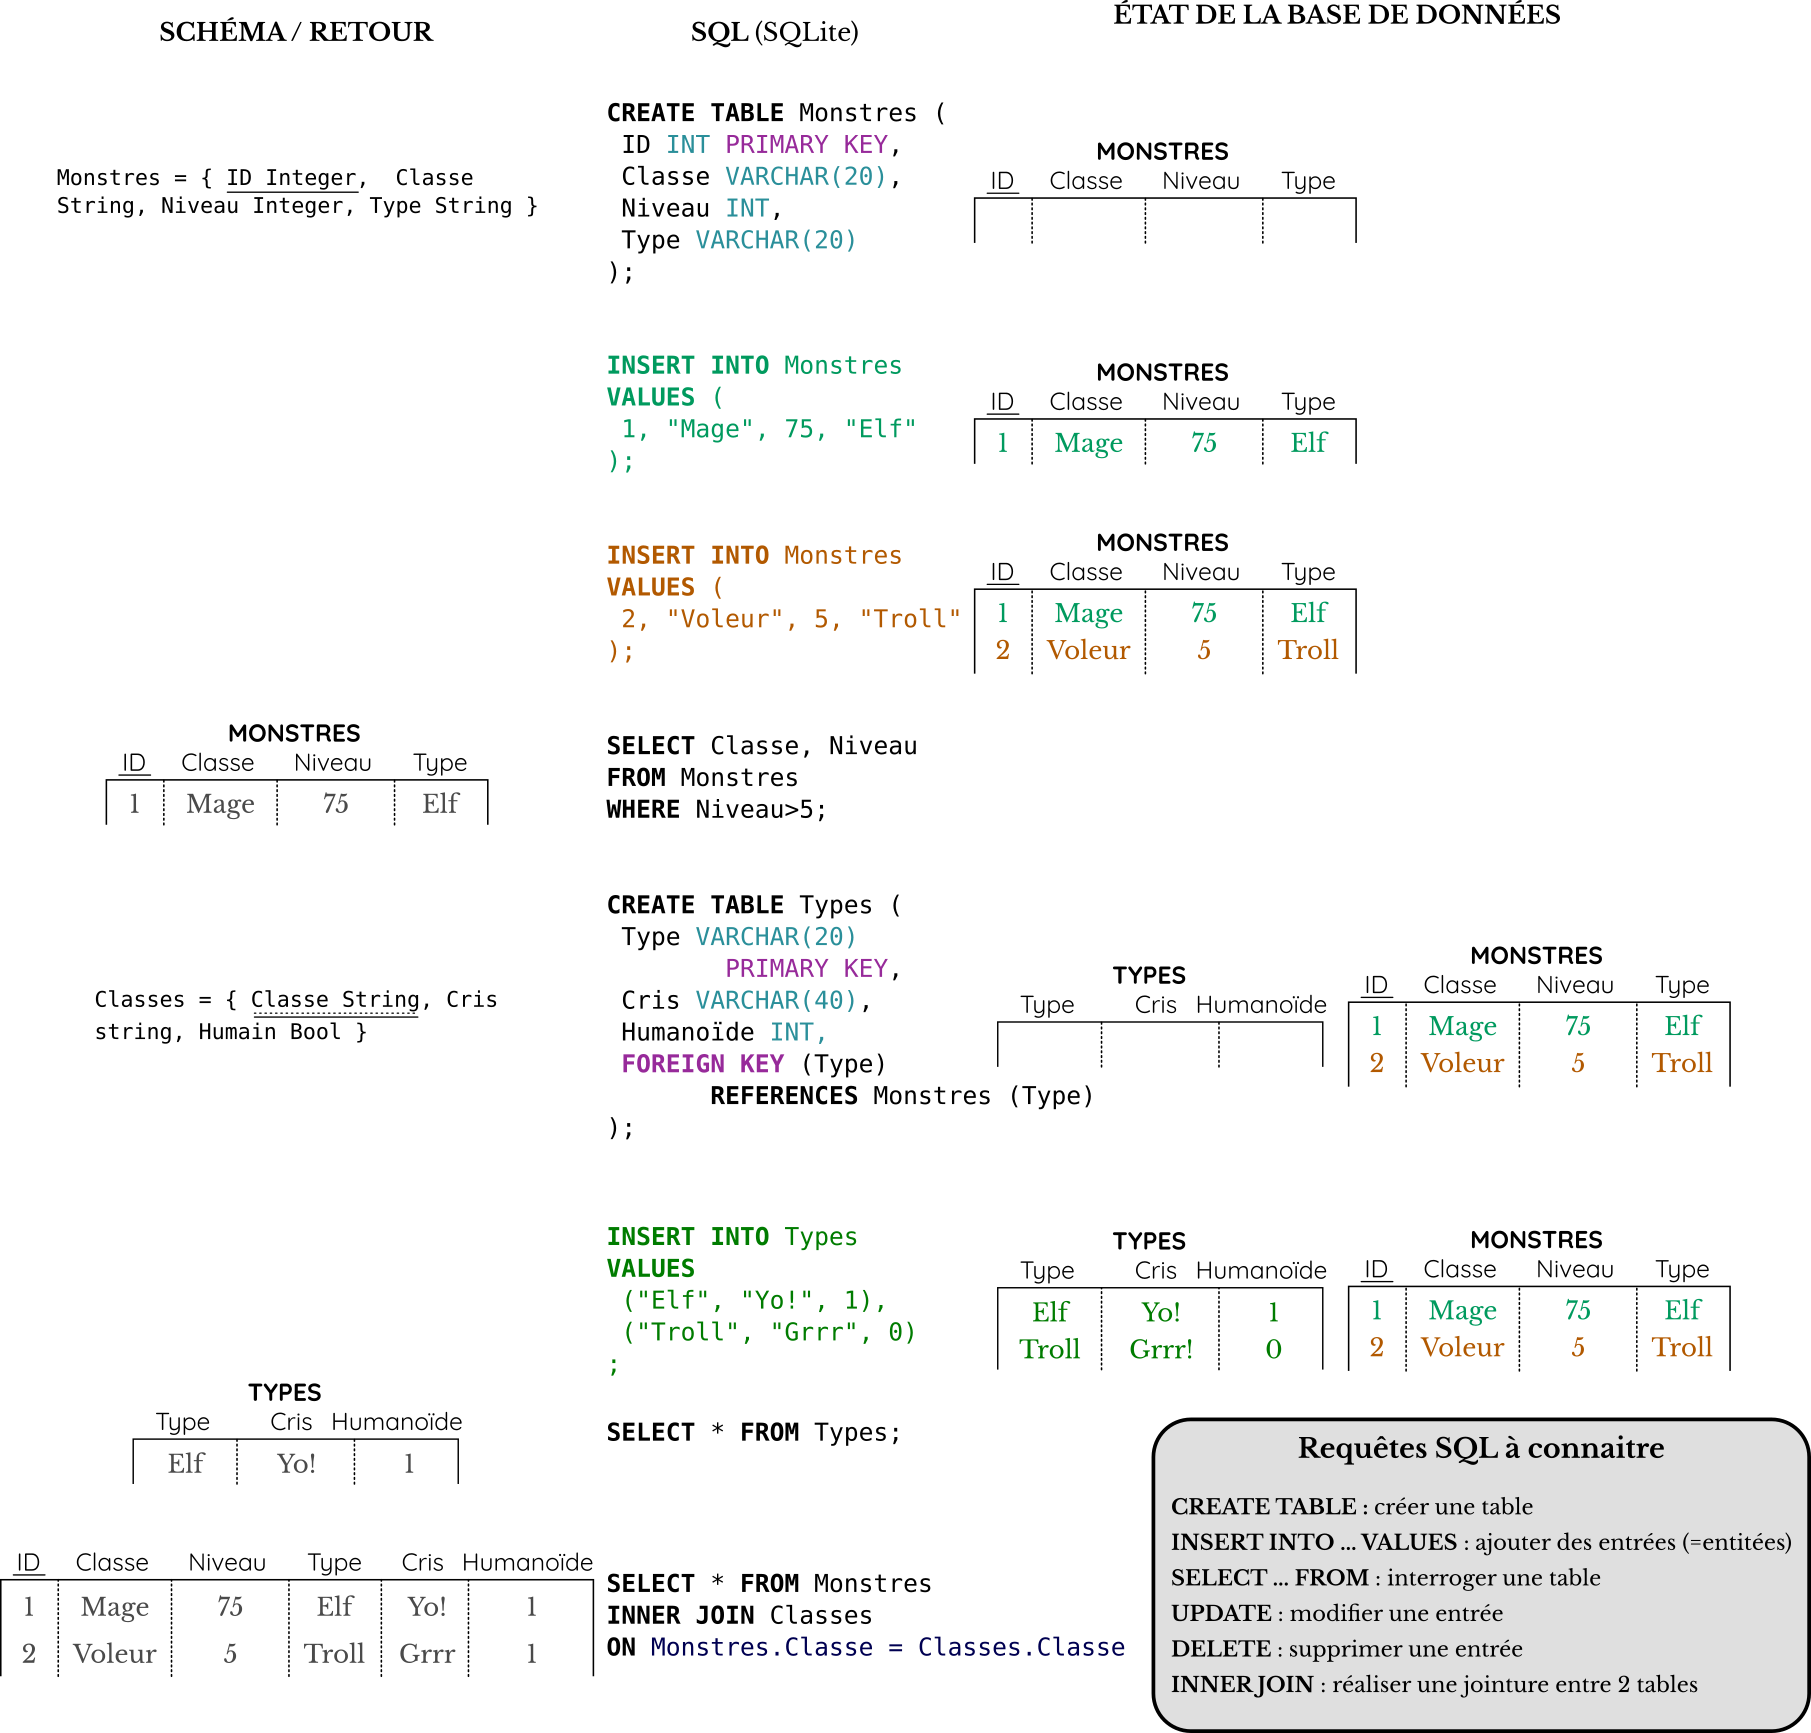 SCHÉMA / RETOUR
SQL (SQLite)
ÉTAT DE LA BASE DE DONNÉES
Monstres = { ID Integer,  Classe
String, Niveau Integer, Type String }
CREATE TABLE Monstres (
ID INT PRIMARY KEY,
Classe VARCHAR(20),
Niveau INT,
Type VARCHAR(20)
);
MONSTRES
ID Classe Niveau Type
INSERT INTO Monstres
VALUES (
1, "Mage", 75, "Elf"
);
MONSTRES
ID Classe Niveau Type
1 Mage 75 Elf
INSERT INTO Monstres
VALUES (
2, "Voleur", 5, "Troll"
);
MONSTRES
ID Classe Niveau Type
1 Mage 75 Elf
2 Voleur 5 Troll
MONSTRES
ID Classe Niveau Type
1 Mage 75 Elf
SELECT Classe, Niveau
FROM Monstres
WHERE Niveau>5;
Classes = { Classe String, Cris
string, Humain Bool }
CREATE TABLE Types (
Type VARCHAR(20)
PRIMARY KEY,
Cris VARCHAR(40),
Humanoïde INT,
FOREIGN KEY (Type)
REFERENCES Monstres (Type)
);
TYPES
Type Cris Humanoïde
MONSTRES
ID Classe Niveau Type
1 Mage 75 Elf
2 Voleur 5 Troll
INSERT INTO Types
VALUES
("Elf", "Yo!", 1),
("Troll", "Grrr", 0)
;
TYPES
Type Cris Humanoïde
Elf Yo! 1
Troll Grrr! 0
MONSTRES
ID Classe Niveau Type
1 Mage 75 Elf
2 Voleur 5 Troll
TYPES
Type Cris Humanoïde
Elf Yo! 1
SELECT * FROM Types;
ID Classe Niveau Type Cris Humanoïde
1 Mage 75 Elf Yo! 1
2 Voleur 5 Troll Grrr 1
SELECT * FROM Monstres
INNER JOIN Classes
ON Monstres.Classe = Classes.Classe
Requêtes SQL à connaitre
CREATE TABLE : créer une table
INSERT INTO ... VALUES : ajouter des entrées (=entitées)
SELECT ... FROM : interroger une table
UPDATE : modifier une entrée
DELETE : supprimer une entrée
INNER JOIN : réaliser une jointure entre 2 tables